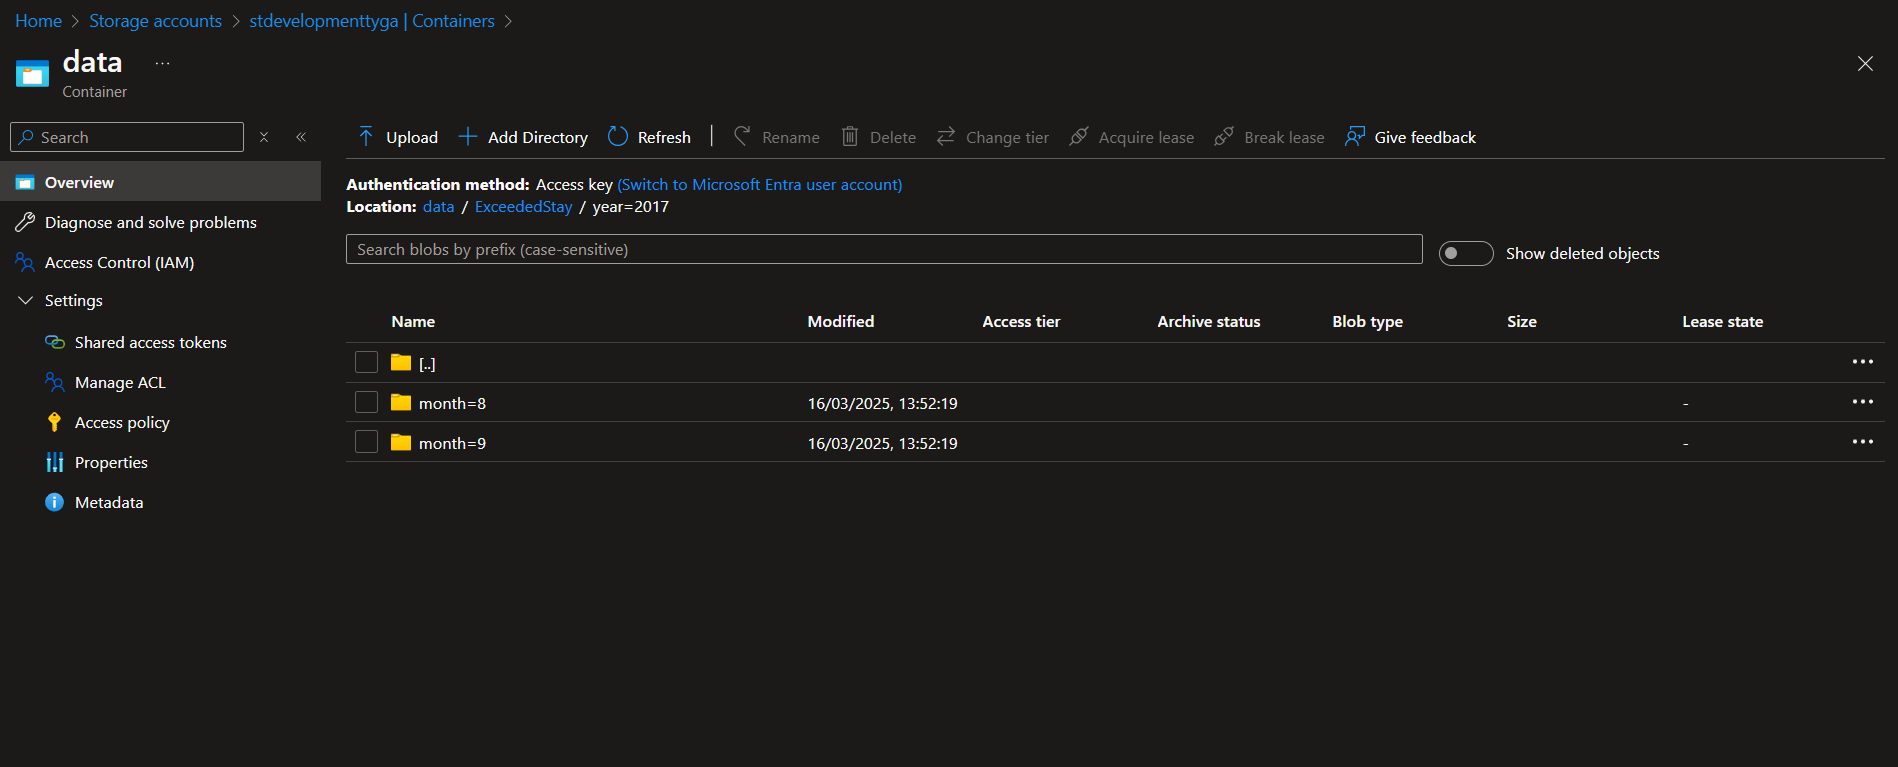 Home > Storage accounts > stdevelopmenttyga | Containers >
data ...
Container
Search
Overview
Diagnose and solve problems
Access Control (IAM)
Settings
Shared access tokens
Manage ACL
Access policy
Properties
Metadata
Upload Add Directory Refresh | Rename Delete Change tier Acquire lease Break lease Give feedback
Authentication method: Access key (Switch to Microsoft Entra user account)
Location: data / ExceededStay / year=2017
Search blobs by prefix (case-sensitive) Show deleted objects
Name Modified Access tier Archive status Blob type Size Lease state
[..] ...
month=8 16/03/2025, 13:52:19 - ...
month=9 16/03/2025, 13:52:19 - ...